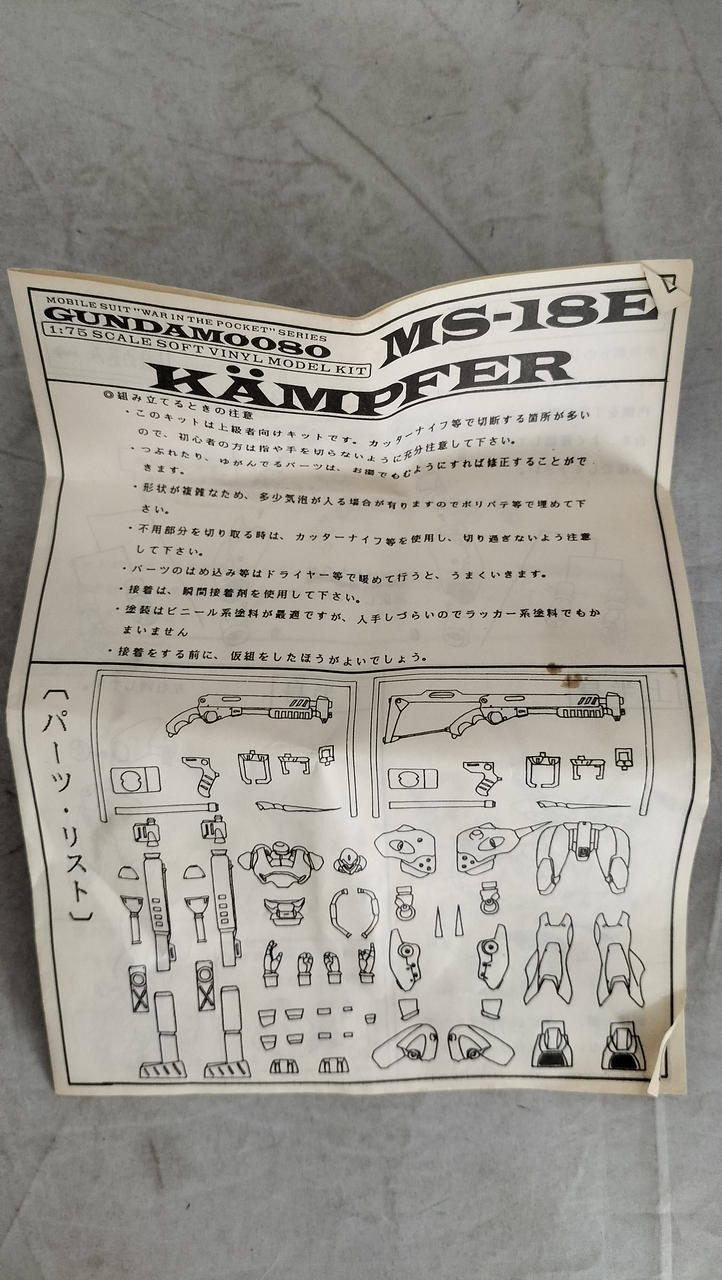 MOBILE SUIT "WAR IN THE POCKET" SERIES
GUNDAM0080
1:75 SCALE SOFT VINYL MODEL KIT
MS-18E
KÄMPFER
◎組み立てるときの注意
・このキットは上級者向けキットです。カッターナイフ等で切断する箇所が多い
ので、初心者の方は指や手を切らないように充分注意して下さい。
・つぶれたり、ゆがんでるパーツは、お湯でもむようにすれば修正することがで
きます。
・形状が複雑なため、多少気泡が入る場合が有りますのでポリパテ等で埋めて下
さい。
・不用部分を切り取る時は、カッターナイフ等を使用し、切り過ぎないよう注意
して下さい。
・パーツのはめ込み等はドライヤー等で暖めて行うと、うまくいきます。
・接着は、瞬間接着剤を使用して下さい。
・塗装はビニール系塗料が最適ですが、入手しづらいのでラッカー系塗料でもか
まいません
・接着をする前に、仮組をしたほうがよいでしょう。
〔パーツ・リスト〕